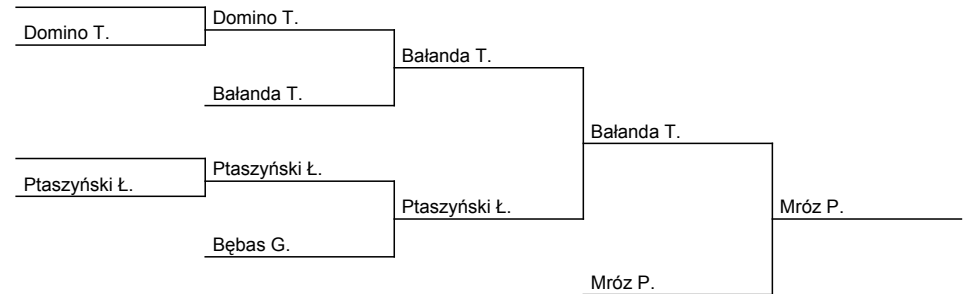 Domino T.
Domino T.
Bałanda T.
Bałanda T.
Bałanda T.
Ptaszyński Ł.
Ptaszyński Ł.
Ptaszyński Ł.
Mróz P.
Bębas G.
Mróz P.